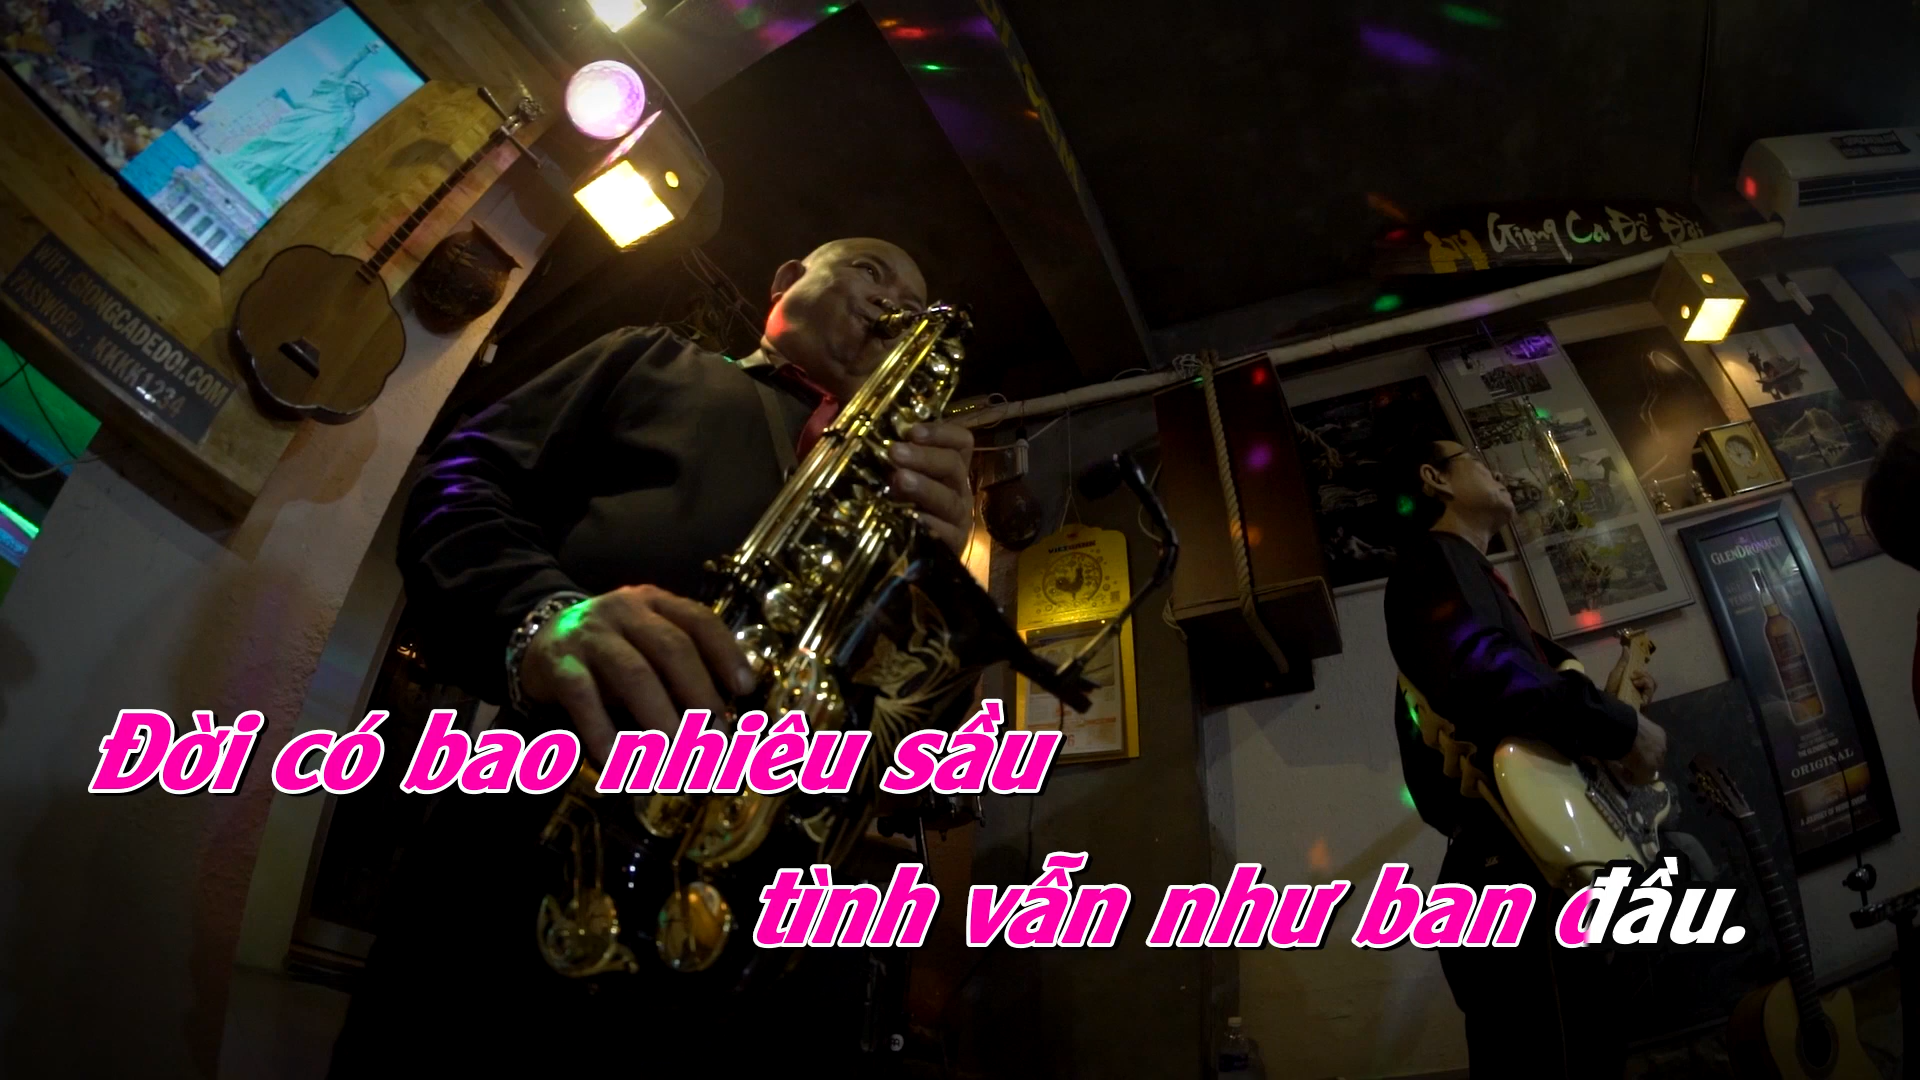 Giọng Ca Để Đời
WIFI : GIONGCADEDOI.COM
PASSWORD : KKKK1234
VIETBANK
GLENDRONACH
ORIGINAL
Đời có bao nhiêu sầu
tình vẫn như ban đầu.